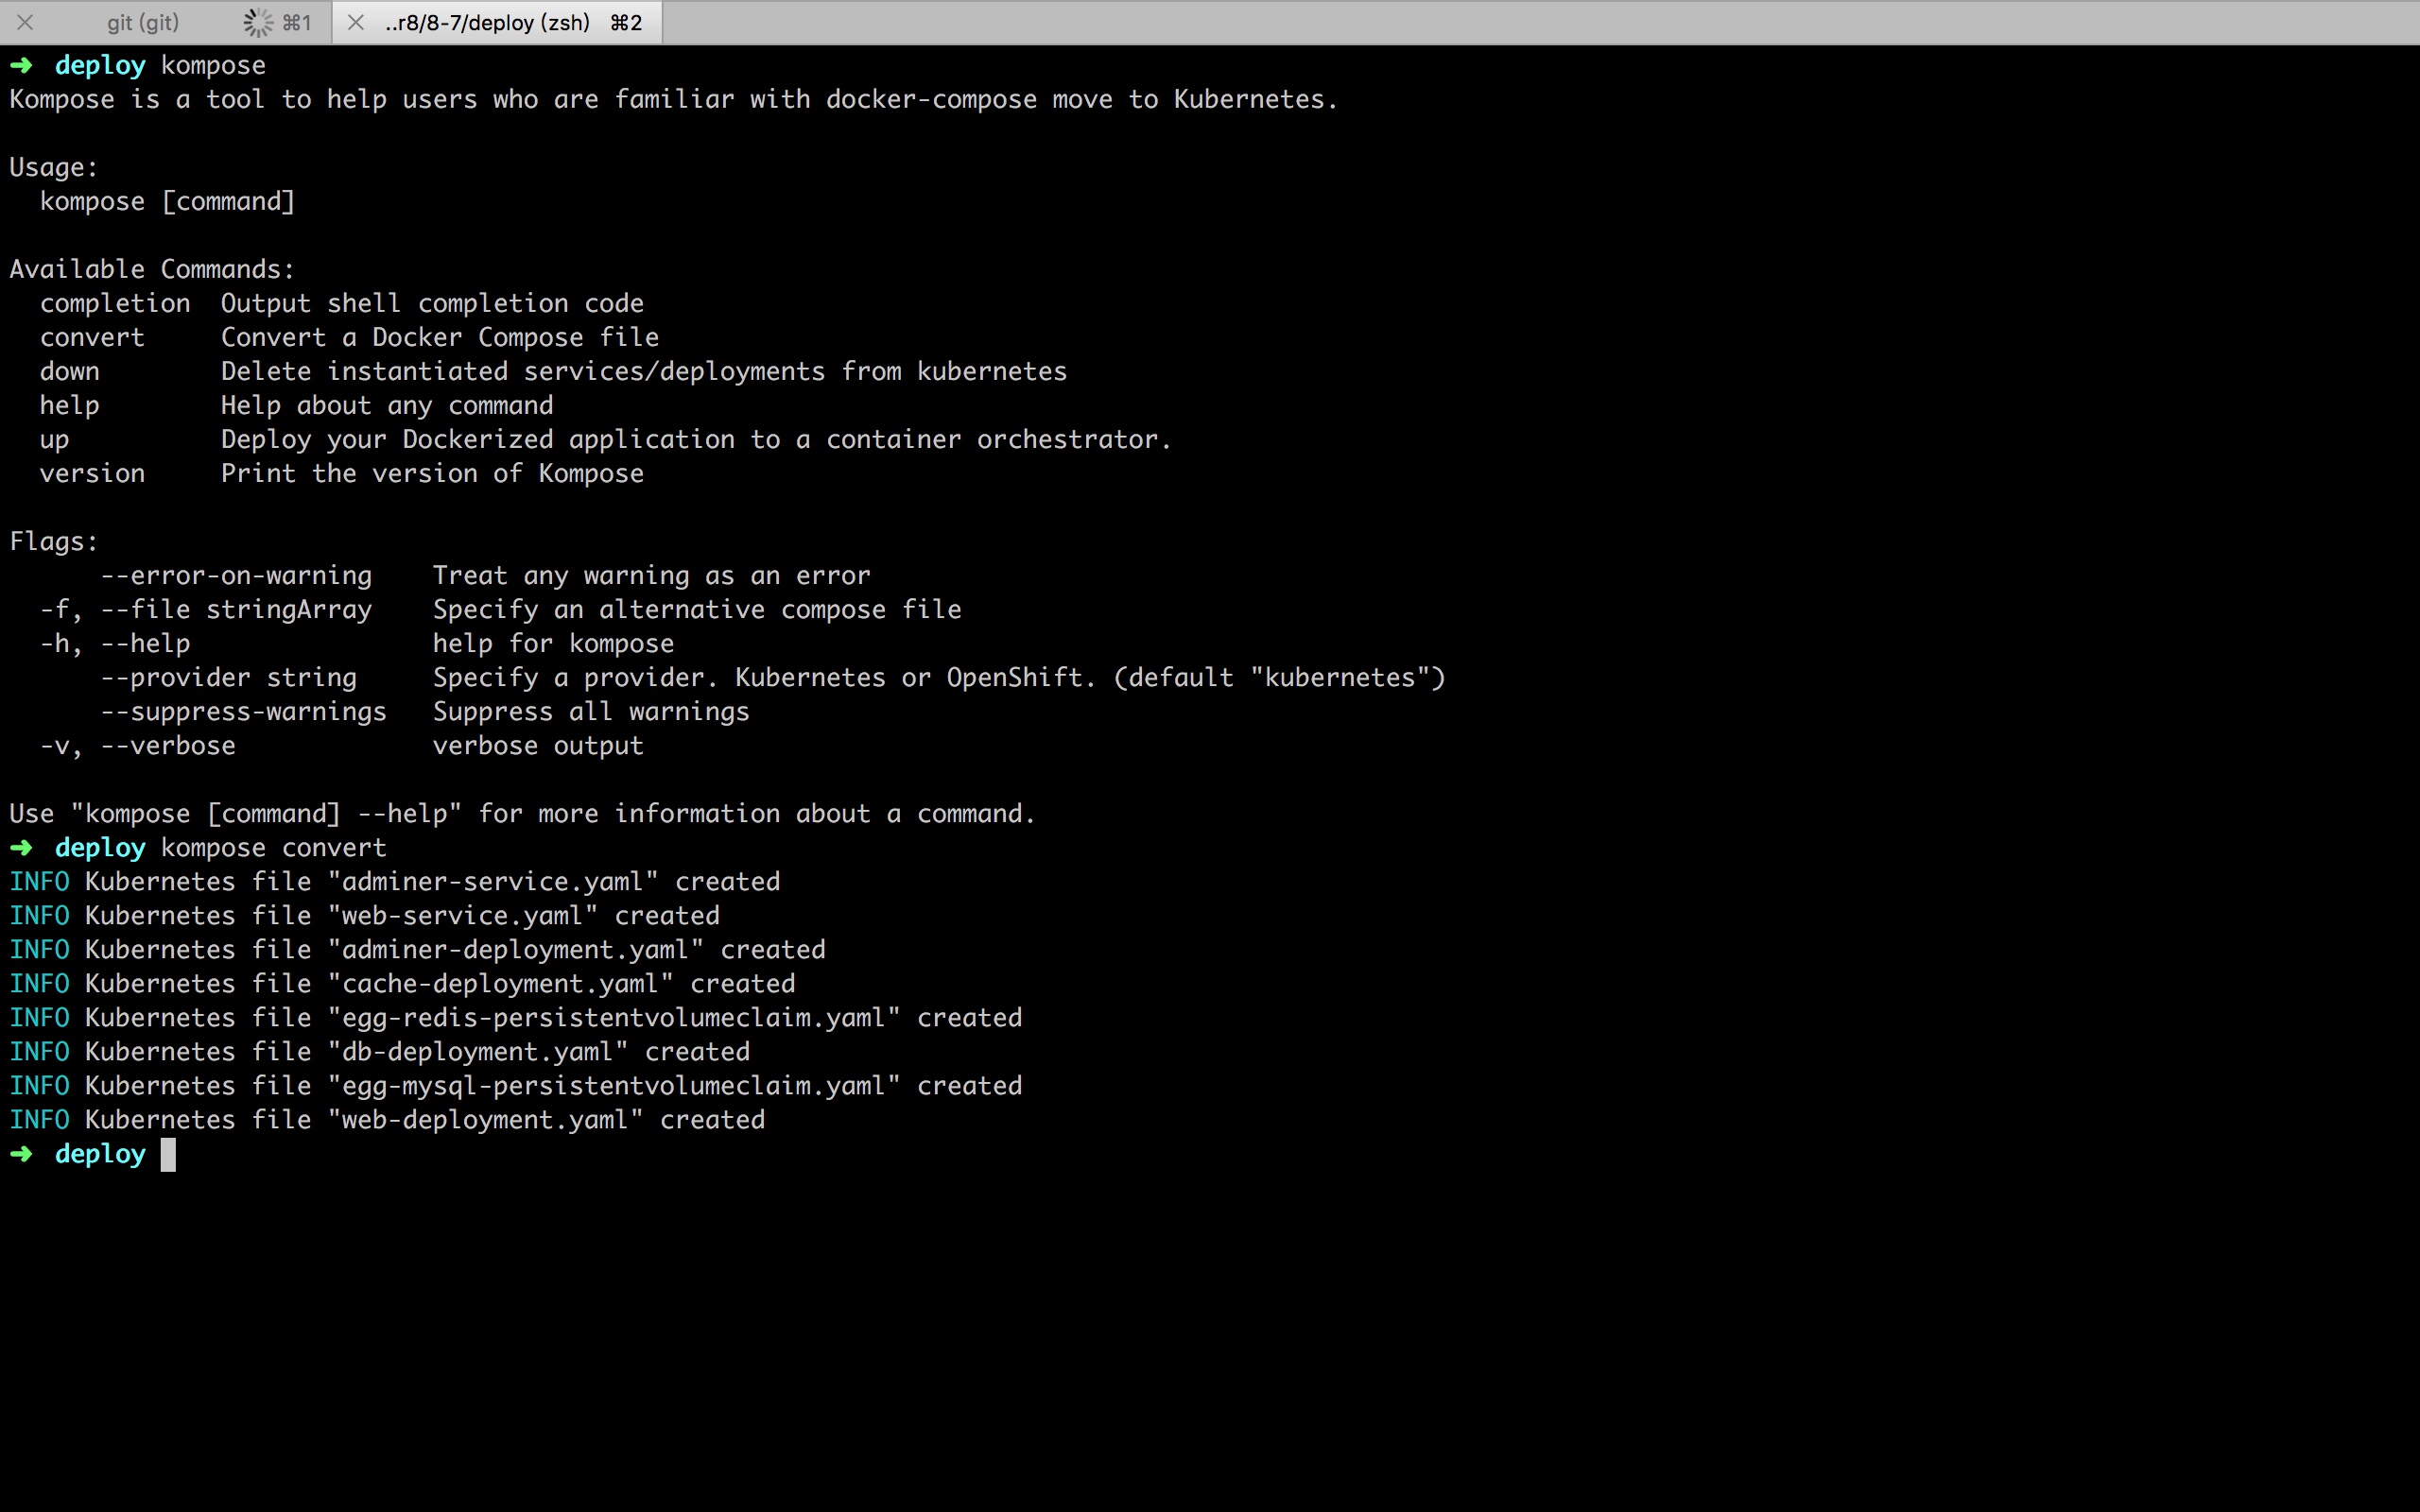 git (git) ⌘1 ..r8/8-7/deploy (zsh) ⌘2
➜ deploy kompose
Kompose is a tool to help users who are familiar with docker-compose move to Kubernetes.
Usage:
kompose [command]
Available Commands:
completion Output shell completion code
convert Convert a Docker Compose file
down Delete instantiated services/deployments from kubernetes
help Help about any command
up Deploy your Dockerized application to a container orchestrator.
version Print the version of Kompose
Flags:
--error-on-warning Treat any warning as an error
-f, --file stringArray Specify an alternative compose file
-h, --help help for kompose
--provider string Specify a provider. Kubernetes or OpenShift. (default "kubernetes")
--suppress-warnings Suppress all warnings
-v, --verbose verbose output
Use "kompose [command] --help" for more information about a command.
➜ deploy kompose convert
INFO Kubernetes file "adminer-service.yaml" created
INFO Kubernetes file "web-service.yaml" created
INFO Kubernetes file "adminer-deployment.yaml" created
INFO Kubernetes file "cache-deployment.yaml" created
INFO Kubernetes file "egg-redis-persistentvolumeclaim.yaml" created
INFO Kubernetes file "db-deployment.yaml" created
INFO Kubernetes file "egg-mysql-persistentvolumeclaim.yaml" created
INFO Kubernetes file "web-deployment.yaml" created
➜ deploy